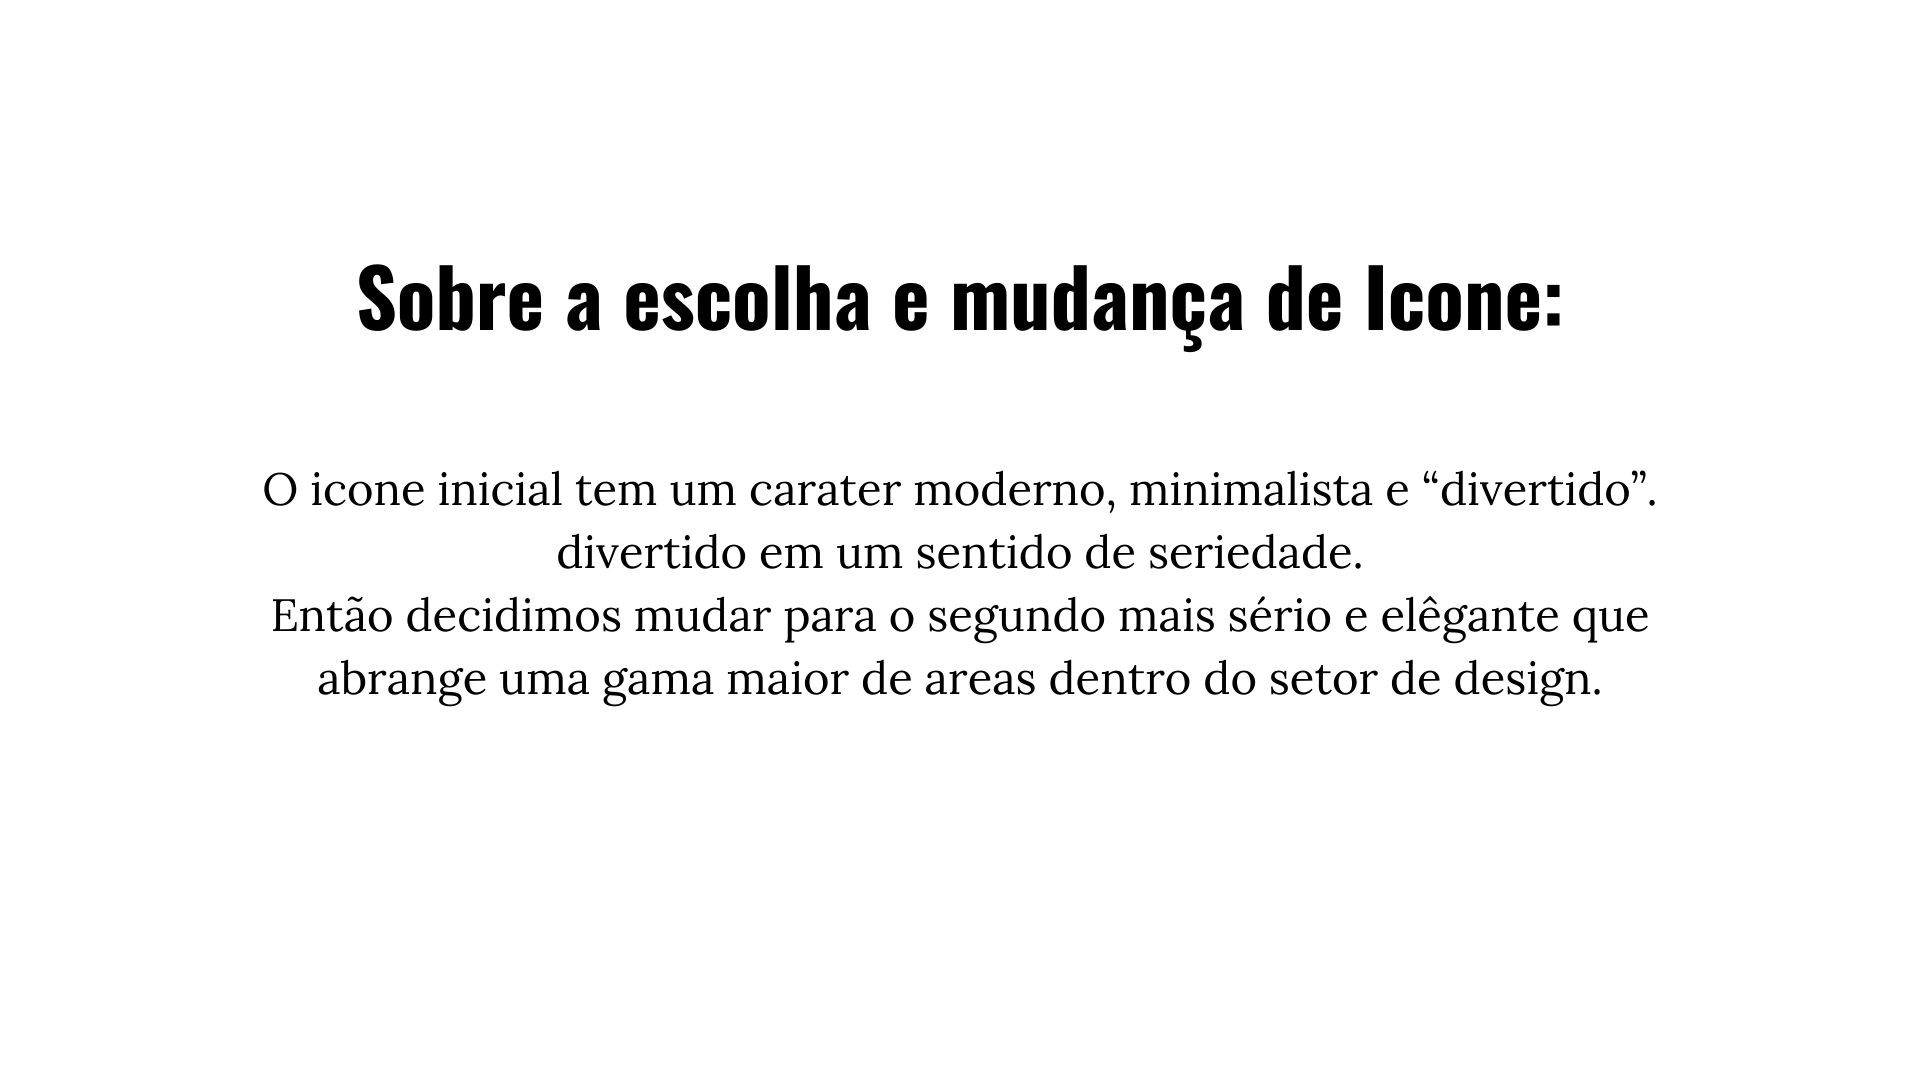 Sobre a escolha e mudança de Icone:
O icone inicial tem um carater moderno, minimalista e “divertido”.
divertido em um sentido de seriedade.
Então decidimos mudar para o segundo mais sério e elêgante que
abrange uma gama maior de areas dentro do setor de design.